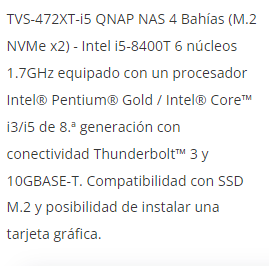 TVS-472XT-i5 QNAP NAS 4 Bahías (M.2
NVMe x2) - Intel i5-8400T 6 núcleos
1.7GHz equipado con un procesador
Intel® Pentium® Gold / Intel® Core™
i3/i5 de 8.ª generación con
conectividad Thunderbolt™ 3 y
10GBASE-T. Compatibilidad con SSD
M.2 y posibilidad de instalar una
tarjeta gráfica.